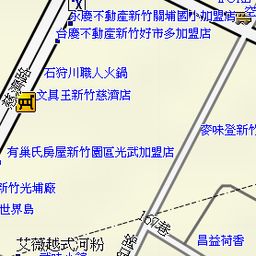 永慶不動產新竹關埔國小加盟店
台慶不動產新竹好市多加盟店
石狩川職人火鍋
慈濟路
文具王新竹慈濟店
麥味登新竹
有巢氏房屋新竹園區光武加盟店
新竹光埔廠
世界島
167巷
昌益荷香
艾薇越式河粉